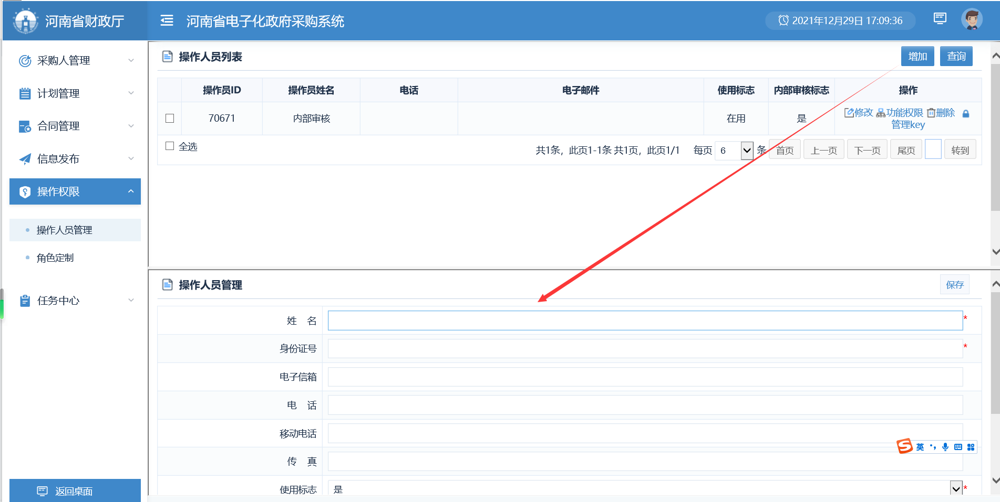 河南省财政厅
河南省电子化政府采购系统
2021年12月29日 17:09:36
采购人管理
计划管理
合同管理
信息发布
操作权限
操作人员管理
角色定制
任务中心
返回桌面
操作人员列表
增加 查询
操作员ID 操作员姓名 电话 电子邮件 使用标志 内部审核标志 操作
70671 内部审核 在用 是 修改 功能权限 删除
管理key
全选 共1条，此页1-1条 共1页，此页1/1 每页 6 条 首页 上一页 下一页 尾页 转到
操作人员管理 保存
姓 名 *
身份证号 *
电子信箱
电 话
移动电话
传 真
使用标志 是 *
S 英